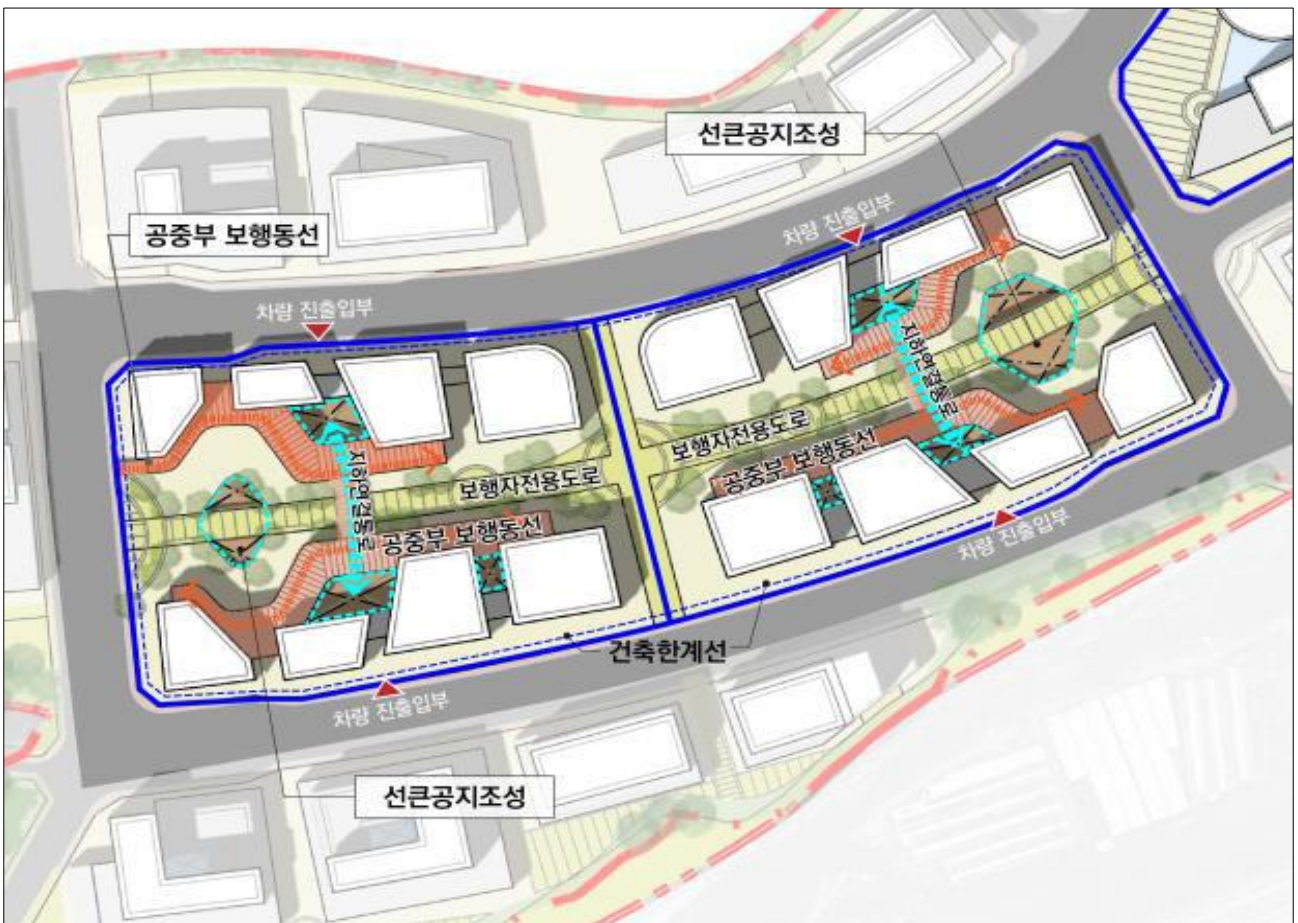 선큰공지조성
공중부 보행동선
차량 진출입부
차량 진출입부
지하연결통로
보행자전용도로
공중부 보행동선
지하연결통로
보행자전용도로
공중부 보행동선
차량 진출입부
건축한계선
차량 진출입부
선큰공지조성